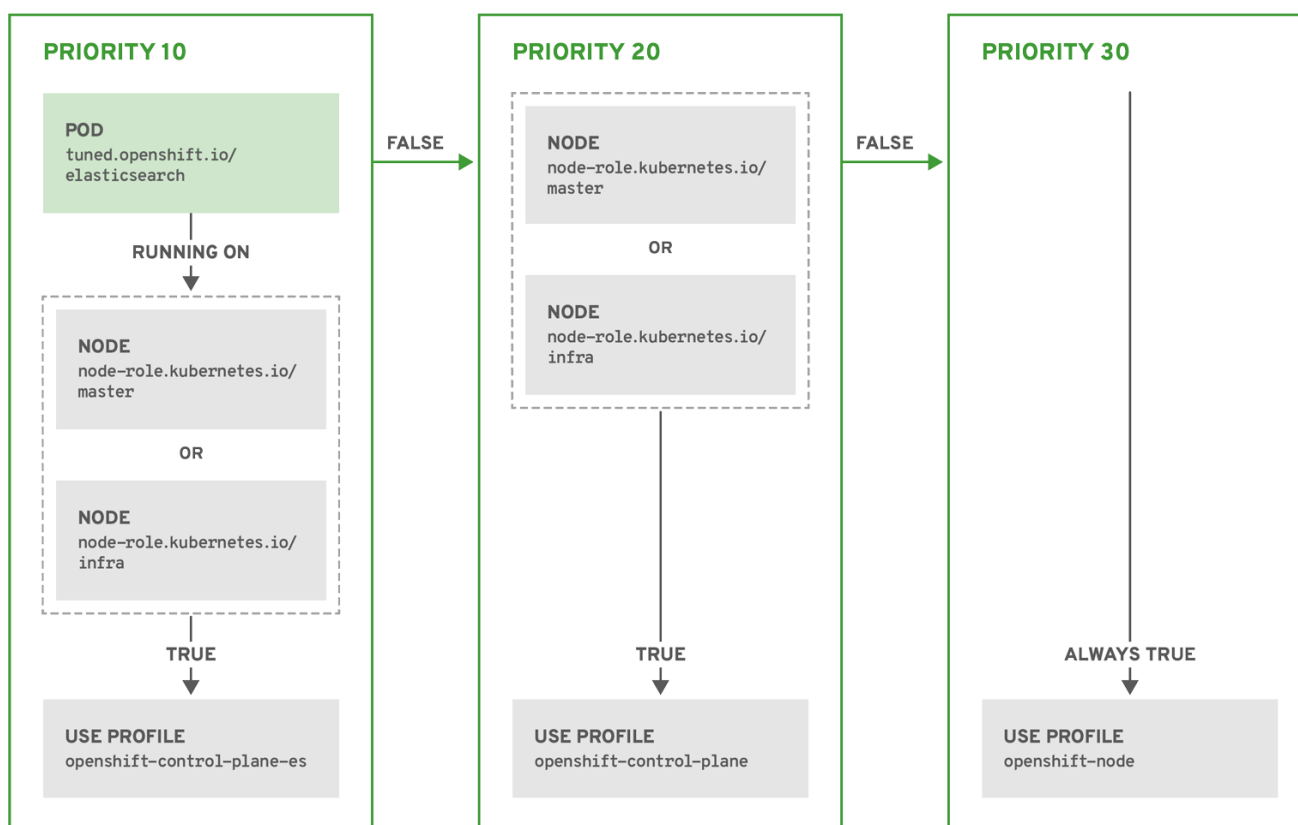 PRIORITY 10
POD
tuned.openshift.io/
elasticsearch
RUNNING ON
NODE
node-role.kubernetes.io/
master
OR
NODE
node-role.kubernetes.io/
infra
TRUE
USE PROFILE
openshift-control-plane-es
FALSE
PRIORITY 20
NODE
node-role.kubernetes.io/
master
OR
NODE
node-role.kubernetes.io/
infra
TRUE
USE PROFILE
openshift-control-plane
FALSE
PRIORITY 30
ALWAYS TRUE
USE PROFILE
openshift-node